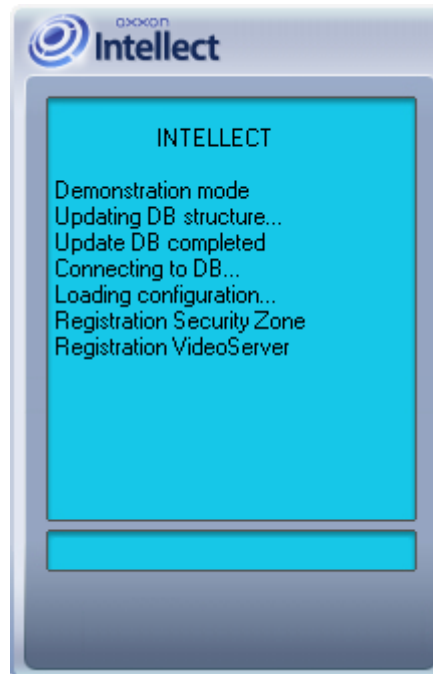 axxon
Intellect
INTELLECT
Demonstration mode
Updating DB structure...
Update DB completed
Connecting to DB...
Loading configuration...
Registration Security Zone
Registration VideoServer